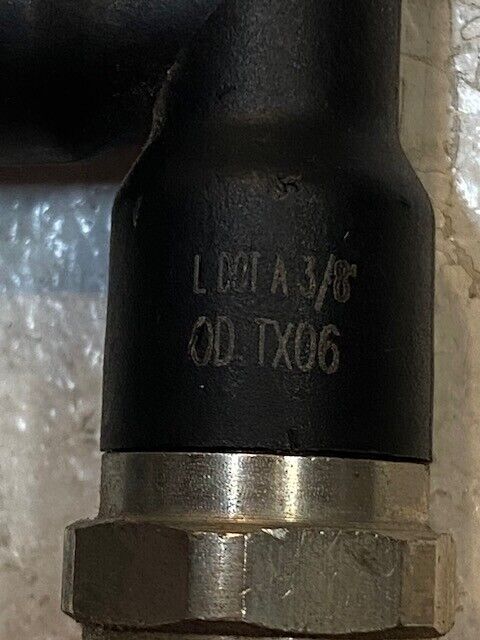 L DOT A 3/8"
OD TX06